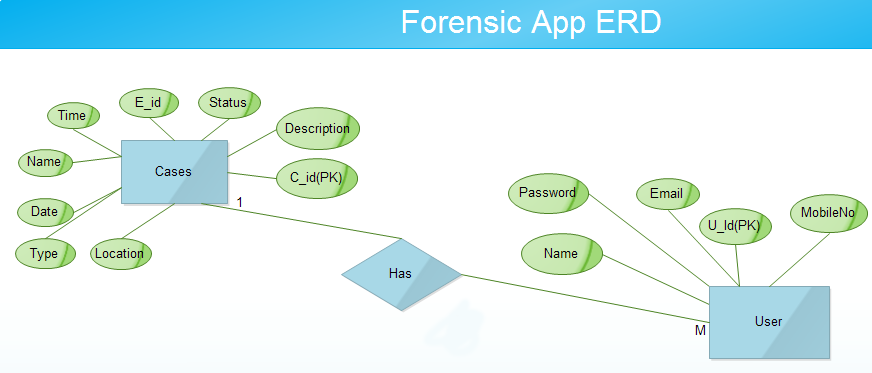 Forensic App ERD
E_id
Status
Time
Description
Name
Cases
C_id(PK)
Date
1
Type
Location
Password
Email
MobileNo
U_Id(PK)
Name
Has
User
M